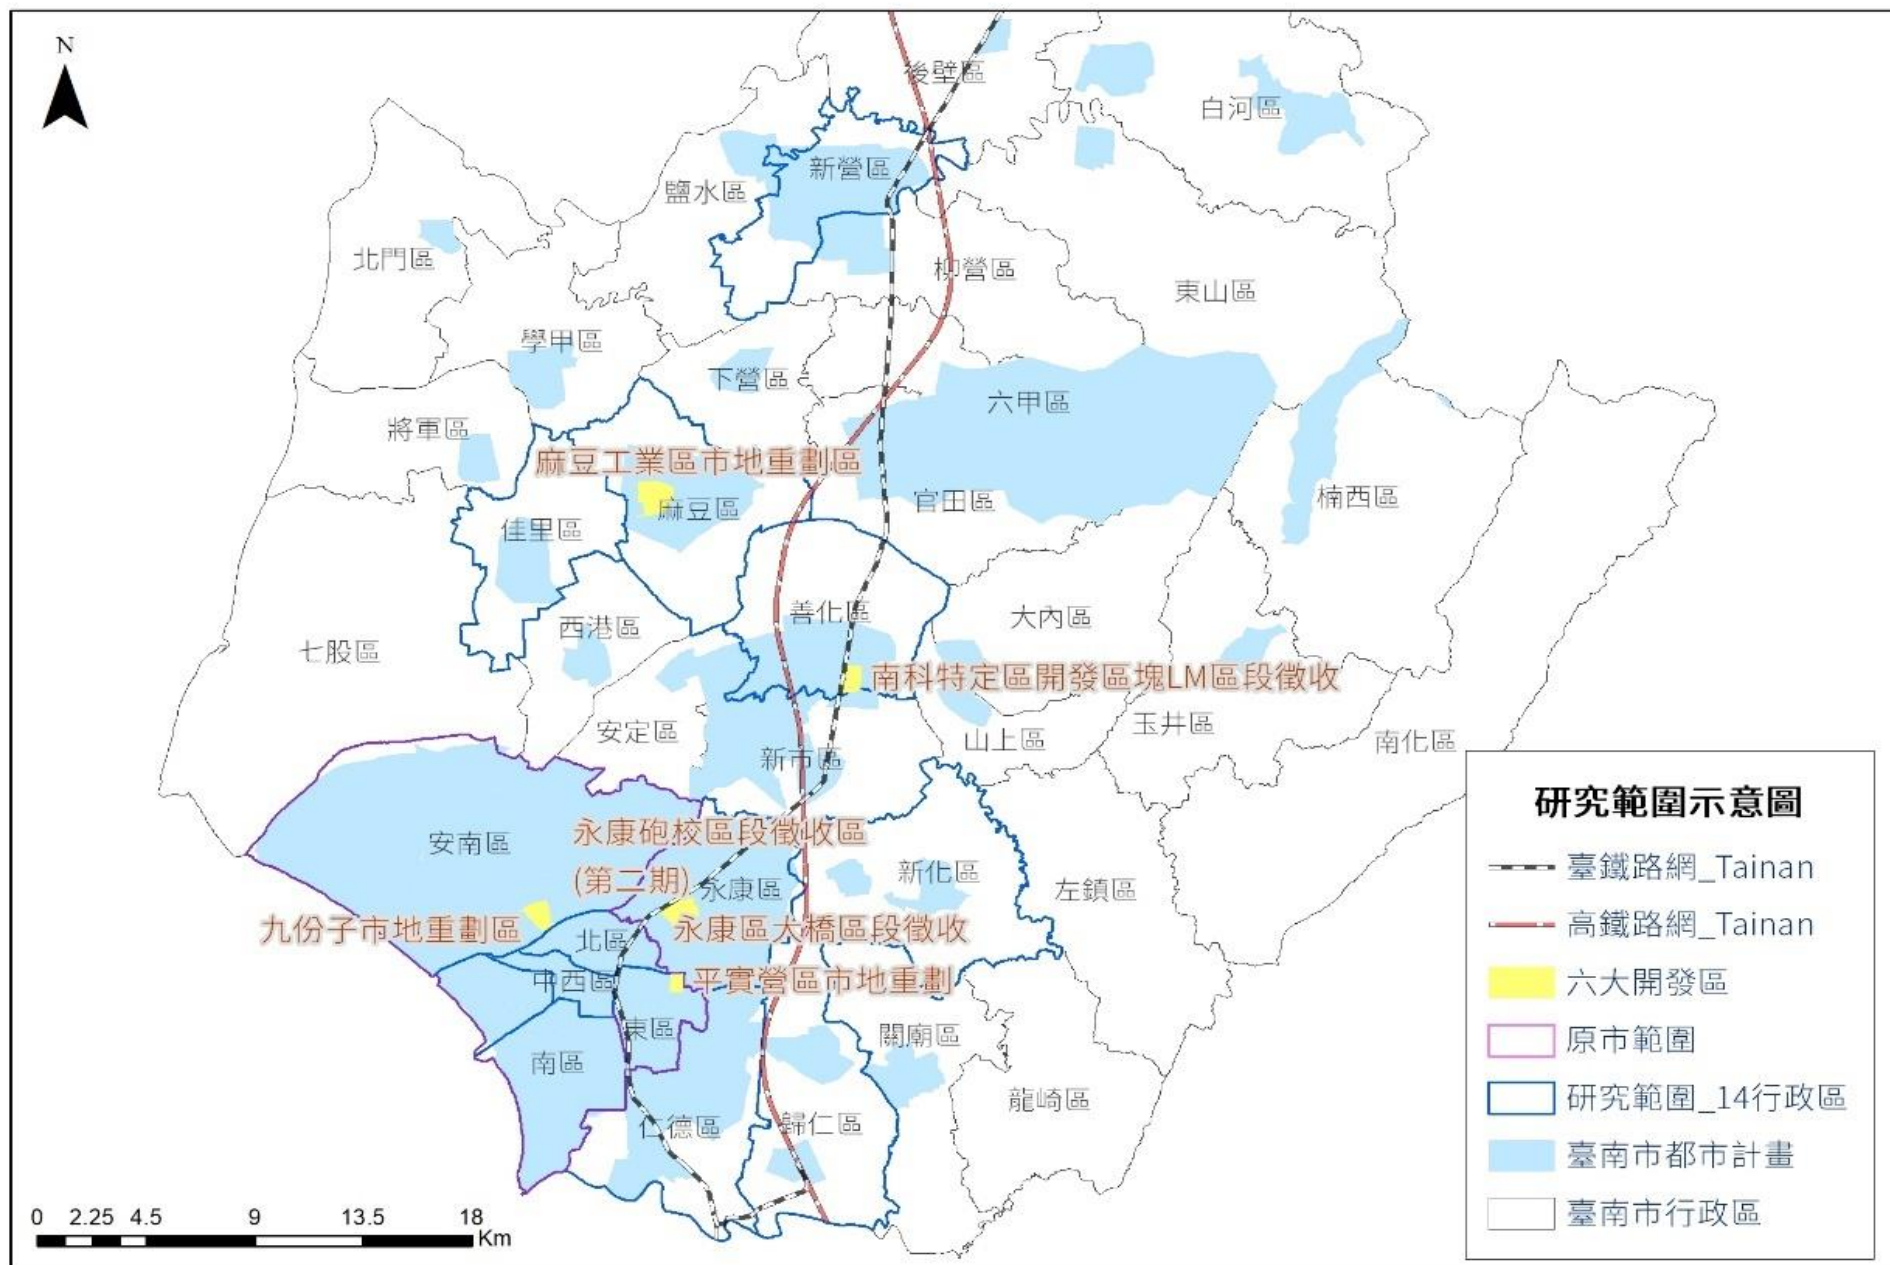 N
後壁區
白河區
新營區
鹽水區
北門區
柳營區
東山區
學甲區
下營區
六甲區
將軍區
麻豆工業區市地重劃區
官田區
楠西區
麻豆區
佳里區
善化區
大內區
西港區
七股區
南科特定區開發區塊LM區段徵收
安定區
山上區
玉井區
南化區
新市區
安南區
永康砲校區段徵收區
(第二期)
永康區
新化區
左鎮區
九份子市地重劃區
北區
永康區大橋區段徵收
中西區
平實營區市地重劃
東區
關廟區
南區
龍崎區
仁德區
歸仁區
研究範圍示意圖
臺鐵路網_Tainan
高鐵路網_Tainan
六大開發區
原市範圍
研究範圍_14行政區
臺南市都市計畫
臺南市行政區
0 2.25 4.5 9 13.5 18
Km